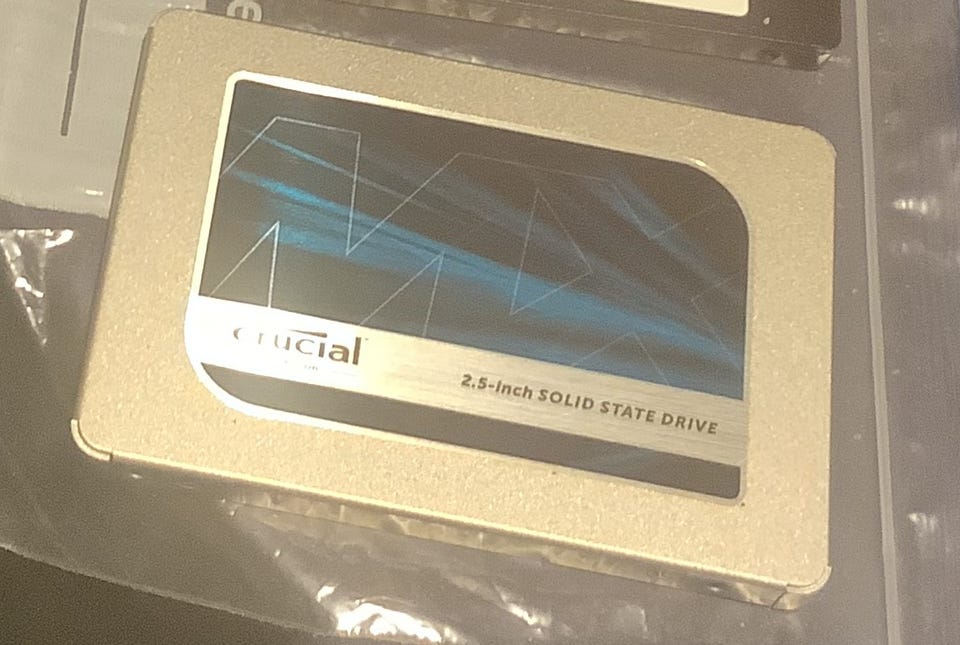 crucial
2.5-inch SOLID STATE DRIVE